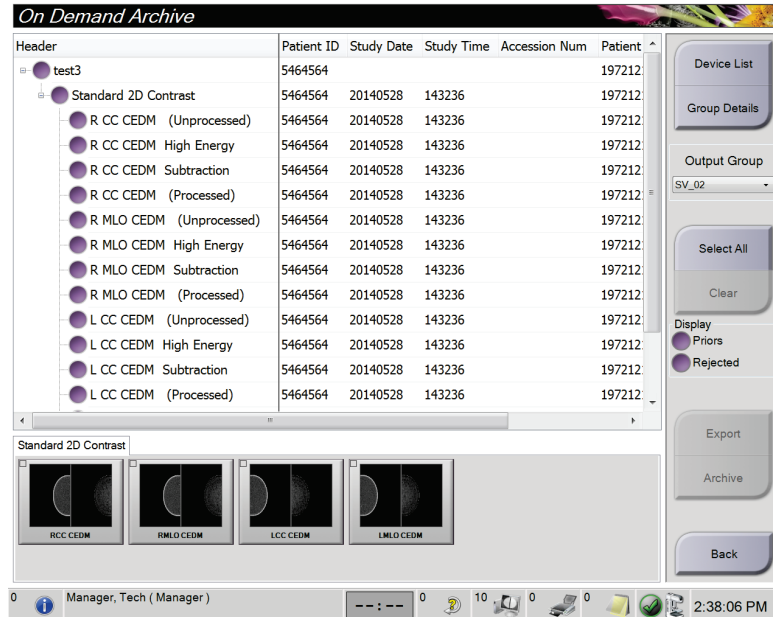 On Demand Archive
Header Patient ID Study Date Study Time Accession Num Patient
test3 5464564 1972121
Standard 2D Contrast 5464564 20140528 143236 197212
R CC CEDM (Unprocessed) 5464564 20140528 143236 197212
R CC CEDM High Energy 5464564 20140528 143236 197212
R CC CEDM Subtraction 5464564 20140528 143236 197212
R CC CEDM (Processed) 5464564 20140528 143236 197212
R MLO CEDM (Unprocessed) 5464564 20140528 143236 197212
R MLO CEDM High Energy 5464564 20140528 143236 197212
R MLO CEDM Subtraction 5464564 20140528 143236 197212
R MLO CEDM (Processed) 5464564 20140528 143236 197212
L CC CEDM (Unprocessed) 5464564 20140528 143236 197212
L CC CEDM High Energy 5464564 20140528 143236 197212
L CC CEDM Subtraction 5464564 20140528 143236 197212
L CC CEDM (Processed) 5464564 20140528 143236 197212
Device List
Group Details
Output Group
SV_02
Select All
Clear
Display
Priors
Rejected
Export
Archive
Back
Standard 2D Contrast
RCC CEDM RMLO CEDM LCC CEDM LMLO CEDM
0 Manager, Tech ( Manager ) --:-- 0 10 0 0 2:38:06 PM